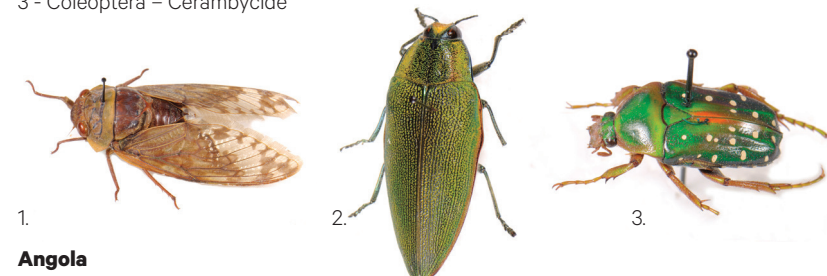 3 - Coleoptera – Cerambycide
1.
2.
3.
Angola